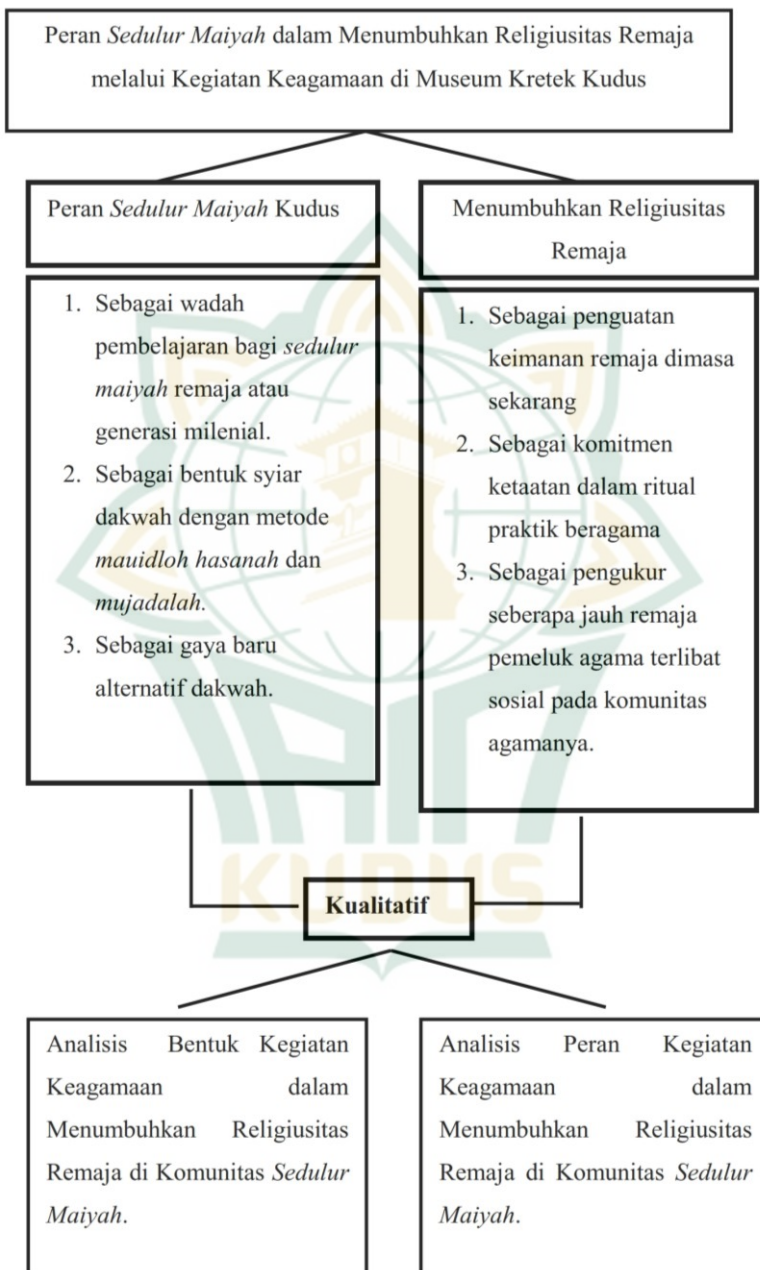 Peran Sedulur Maiyah dalam Menumbuhkan Religiusitas Remaja
melalui Kegiatan Keagamaan di Museum Kretek Kudus
Peran Sedulur Maiyah Kudus
Menumbuhkan Religiusitas
Remaja
1. Sebagai wadah
pembelajaran bagi sedulur
maiyah remaja atau
generasi milenial.
2. Sebagai bentuk syiar
dakwah dengan metode
mauidloh hasanah dan
mujadalah.
3. Sebagai gaya baru
alternatif dakwah.
1. Sebagai penguatan
keimanan remaja dimasa
sekarang
2. Sebagai komitmen
ketaatan dalam ritual
praktik beragama
3. Sebagai pengukur
seberapa jauh remaja
pemeluk agama terlibat
sosial pada komunitas
agamanya.
KUDUS
Kualitatif
Analisis Bentuk Kegiatan
Keagamaan dalam
Menumbuhkan Religiusitas
Remaja di Komunitas Sedulur
Maiyah.
Analisis Peran Kegiatan
Keagamaan dalam
Menumbuhkan Religiusitas
Remaja di Komunitas Sedulur
Maiyah.